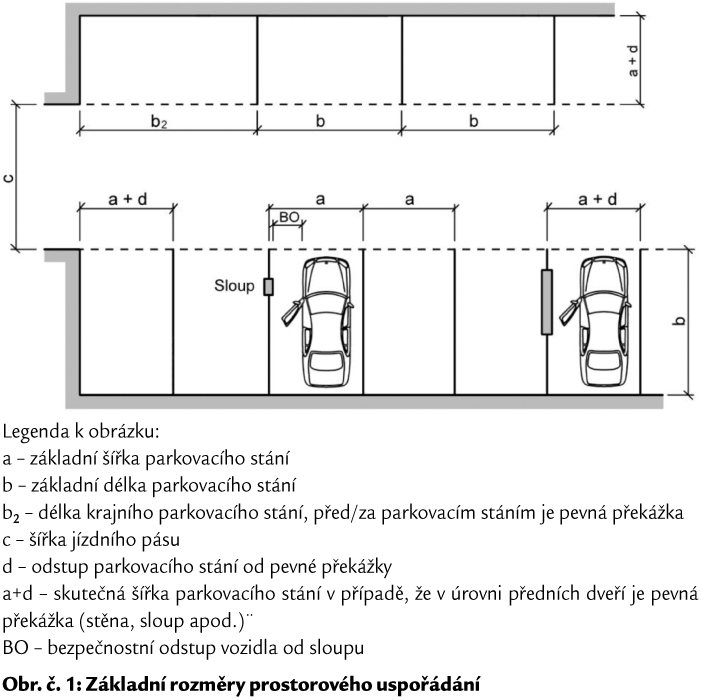 a + d
b₂
b
b
c
a + d
a
a
a + d
BO
Sloup
b
Legenda k obrázku:
a – základní šířka parkovacího stání
b – základní délka parkovacího stání
b₂ – délka krajního parkovacího stání, před/za parkovacím stáním je pevná překážka
c – šířka jízdního pásu
d – odstup parkovacího stání od pevné překážky
a+d – skutečná šířka parkovacího stání v případě, že v úrovni předních dveří je pevná
překážka (stěna, sloup apod.)¨
BO – bezpečnostní odstup vozidla od sloupu
Obr. č. 1: Základní rozměry prostorového uspořádání